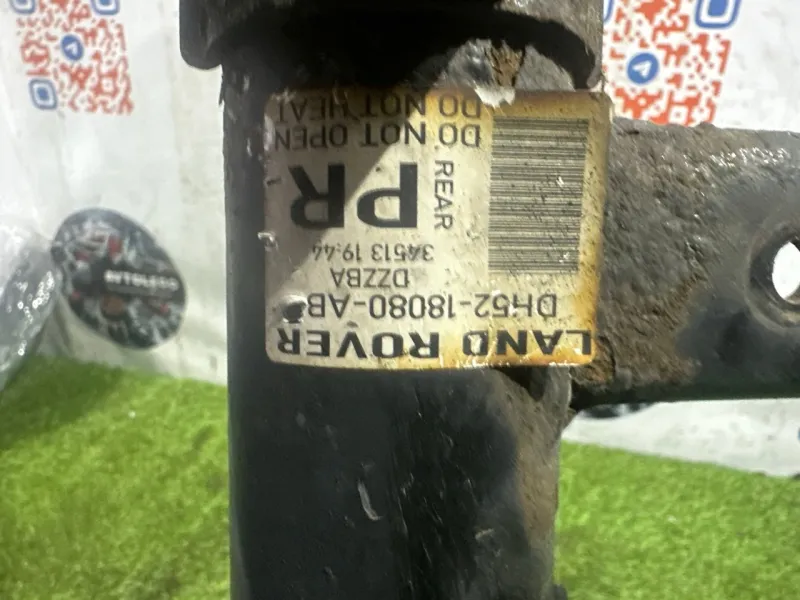 LAND ROVER
DH52-18080-AB
DZZBA
34513 19:44
REAR
PR
DO NOT OPEN
DO NOT HEAT